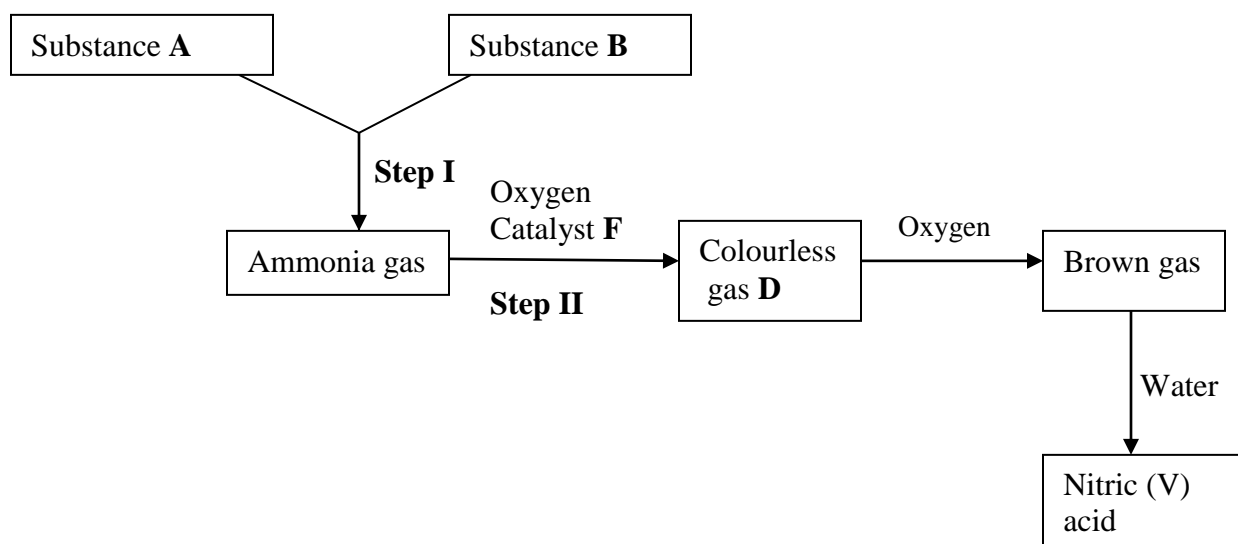 Substance A
Substance B
Step I
Oxygen
Catalyst F
Step II
Ammonia gas
Colourless
gas D
Oxygen
Brown gas
Water
Nitric (V)
acid